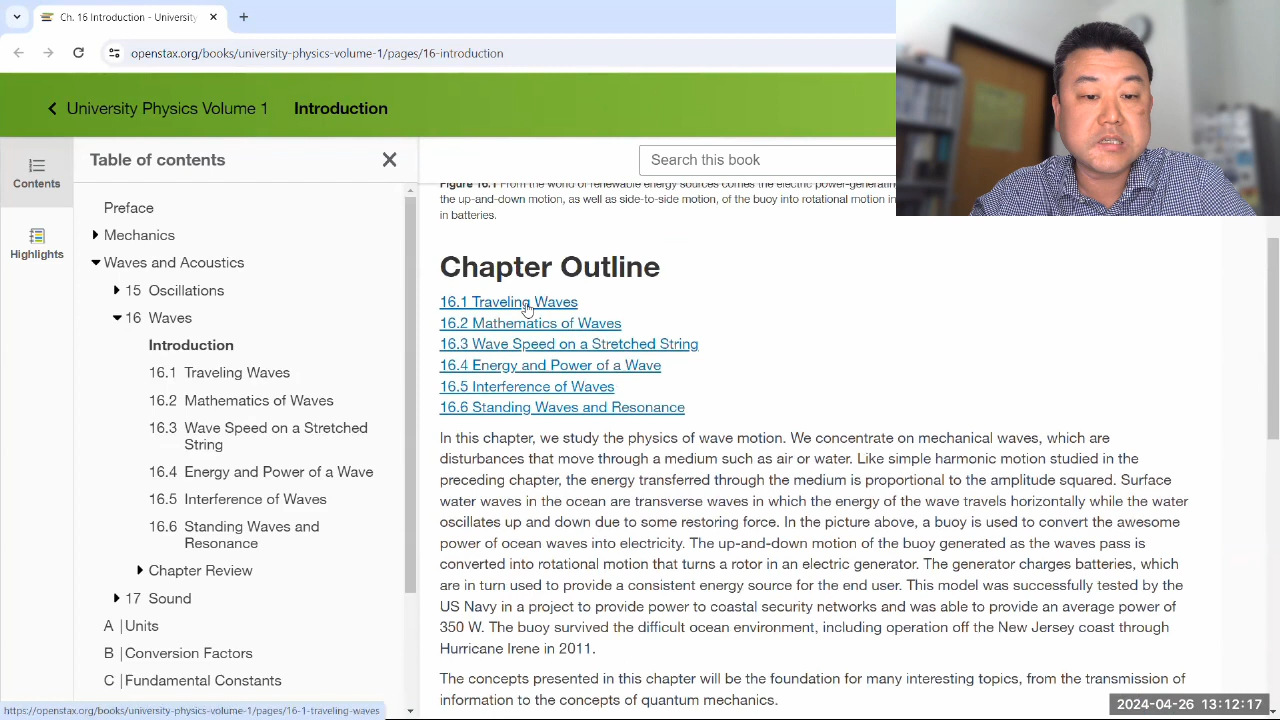 Ch. 16 Introduction - University
openstax.org/books/university-physics-volume-1/pages/16-introduction
University Physics Volume 1
Introduction
Contents
Highlights
Table of contents
Preface
Mechanics
Waves and Acoustics
15 Oscillations
16 Waves
Introduction
16.1 Traveling Waves
16.2 Mathematics of Waves
16.3 Wave Speed on a Stretched
String
16.4 Energy and Power of a Wave
16.5 Interference of Waves
16.6 Standing Waves and
Resonance
Chapter Review
17 Sound
A | Units
B | Conversion Factors
C | Fundamental Constants
https://openstax.org/books/university-physics-volume-1/pages/16-1-traveling-waves
Search this book
Figure 16.1 From the world of renewable energy sources comes the electric power-generating
the up-and-down motion, as well as side-to-side motion, of the buoy into rotational motion in
in batteries.
Chapter Outline
16.1 Traveling Waves
16.2 Mathematics of Waves
16.3 Wave Speed on a Stretched String
16.4 Energy and Power of a Wave
16.5 Interference of Waves
16.6 Standing Waves and Resonance
In this chapter, we study the physics of wave motion. We concentrate on mechanical waves, which are
disturbances that move through a medium such as air or water. Like simple harmonic motion studied in the
preceding chapter, the energy transferred through the medium is proportional to the amplitude squared. Surface
water waves in the ocean are transverse waves in which the energy of the wave travels horizontally while the water
oscillates up and down due to some restoring force. In the picture above, a buoy is used to convert the awesome
power of ocean waves into electricity. The up-and-down motion of the buoy generated as the waves pass is
converted into rotational motion that turns a rotor in an electric generator. The generator charges batteries, which
are in turn used to provide a consistent energy source for the end user. This model was successfully tested by the
US Navy in a project to provide power to coastal security networks and was able to provide an average power of
350 W. The buoy survived the difficult ocean environment, including operation off the New Jersey coast through
Hurricane Irene in 2011.
The concepts presented in this chapter will be the foundation for many interesting topics, from the transmission of
information to the concepts of quantum mechanics.
2024-04-26 13:12:17